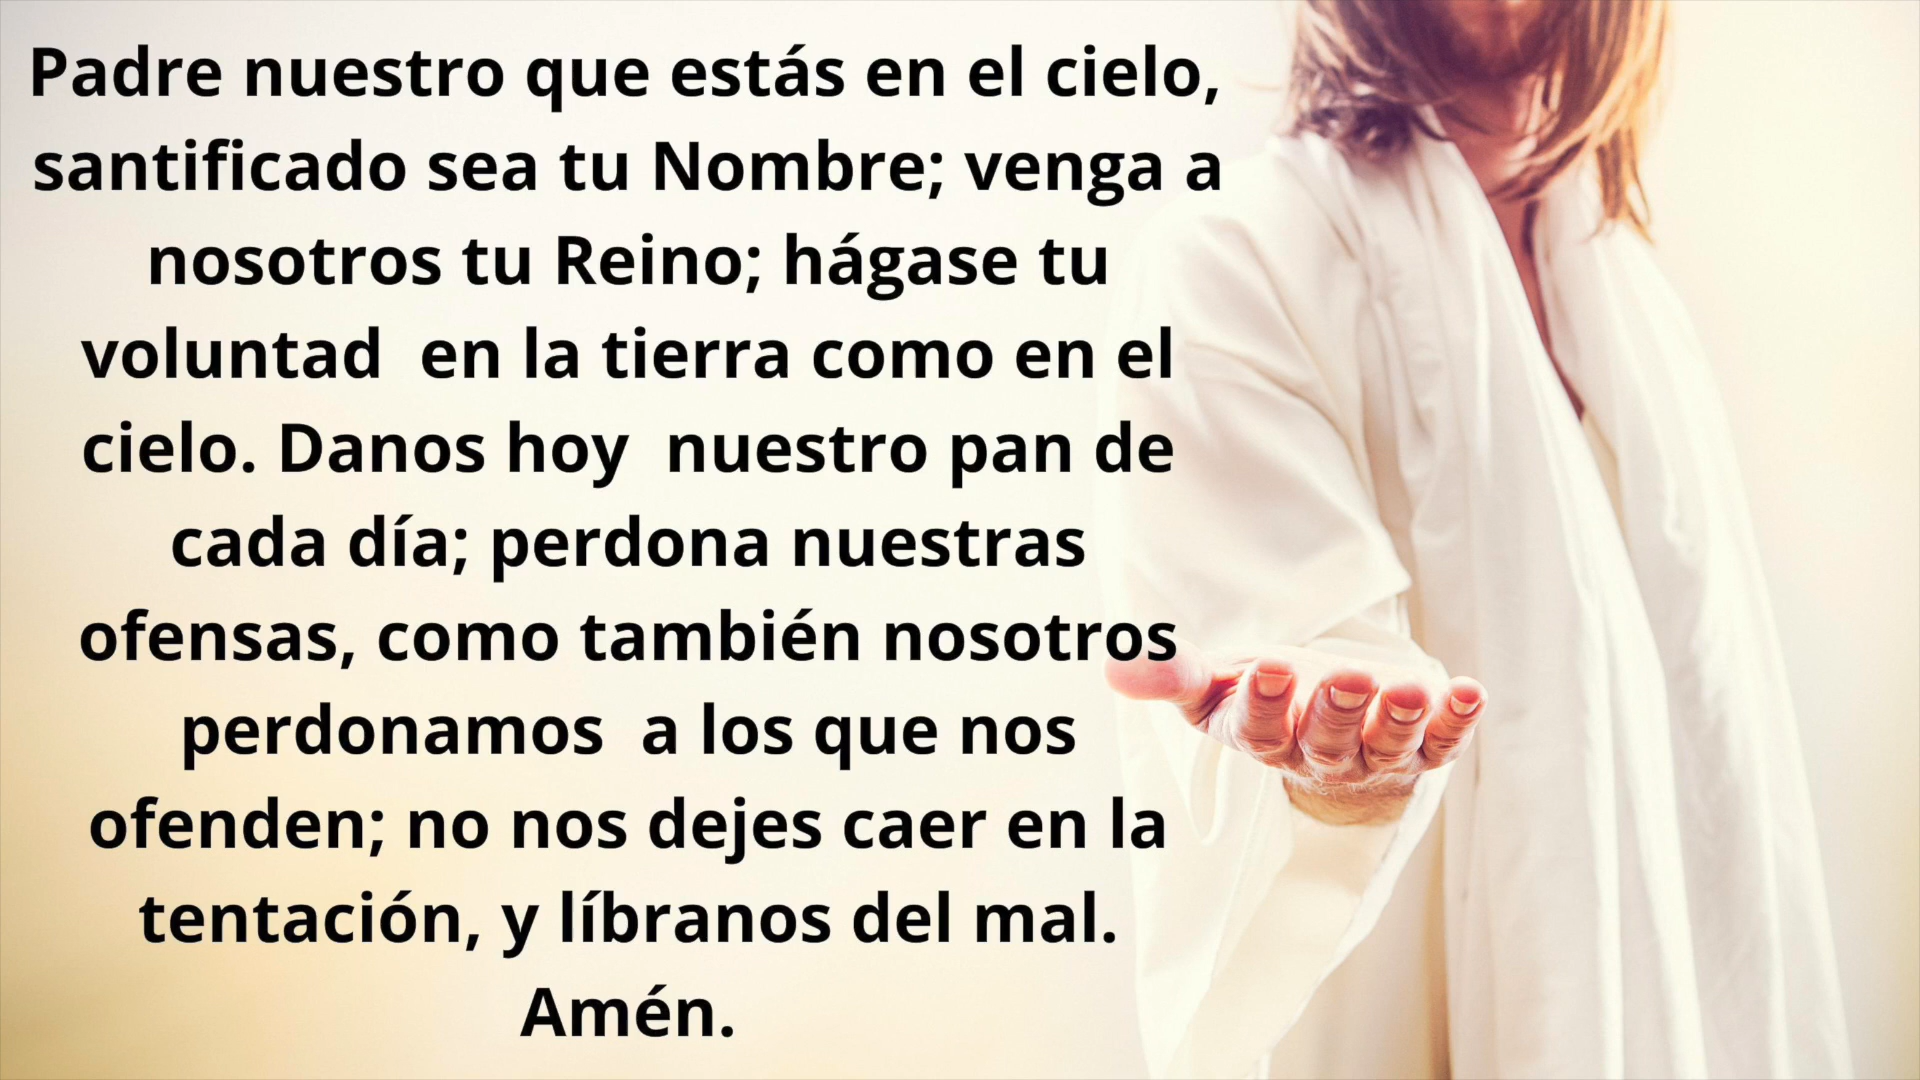 Padre nuestro que estás en el cielo,
santificado sea tu Nombre; venga a
nosotros tu Reino; hágase tu
voluntad  en la tierra como en el
cielo. Danos hoy  nuestro pan de
cada día; perdona nuestras
ofensas, como también nosotros
perdonamos  a los que nos
ofenden; no nos dejes caer en la
tentación, y líbranos del mal.
Amén.